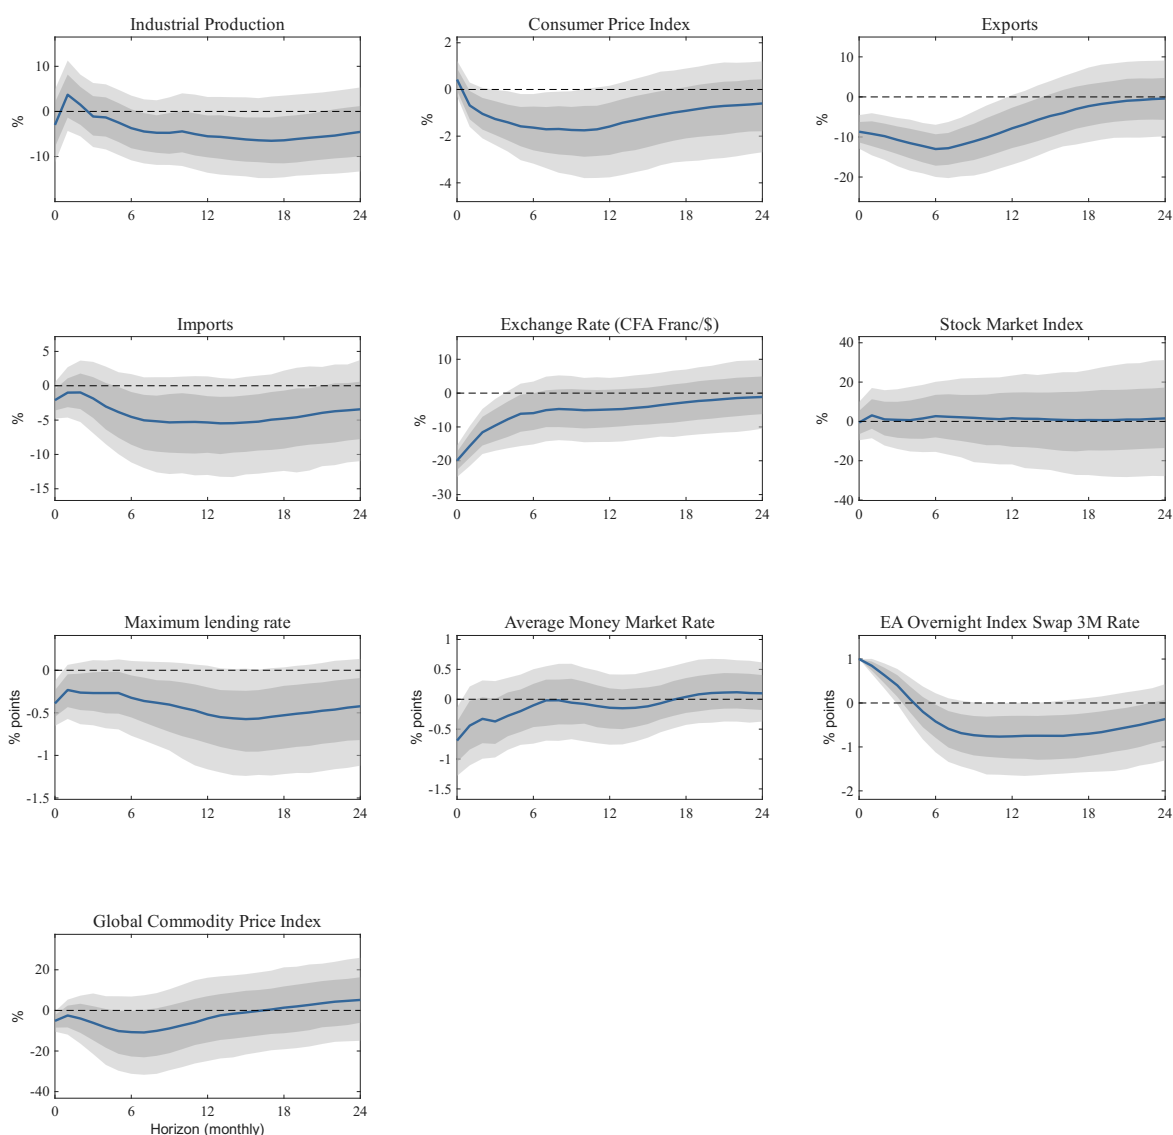 Industrial Production
10
0
-10
%
0 6 12 18 24
Consumer Price Index
2
0
-2
-4
%
0 6 12 18 24
Exports
10
0
-10
-20
%
0 6 12 18 24
Imports
5
0
-5
-10
-15
%
0 6 12 18 24
Exchange Rate (CFA Franc/$)
10
0
-10
-20
-30
%
0 6 12 18 24
Stock Market Index
40
20
0
-20
-40
%
0 6 12 18 24
Maximum lending rate
0
-0.5
-1
-1.5
% points
0 6 12 18 24
Average Money Market Rate
1
0.5
0
-0.5
-1
-1.5
% points
0 6 12 18 24
EA Overnight Index Swap 3M Rate
1
0
-1
-2
% points
0 6 12 18 24
Global Commodity Price Index
20
0
-20
-40
%
0 6 12 18 24
Horizon (monthly)